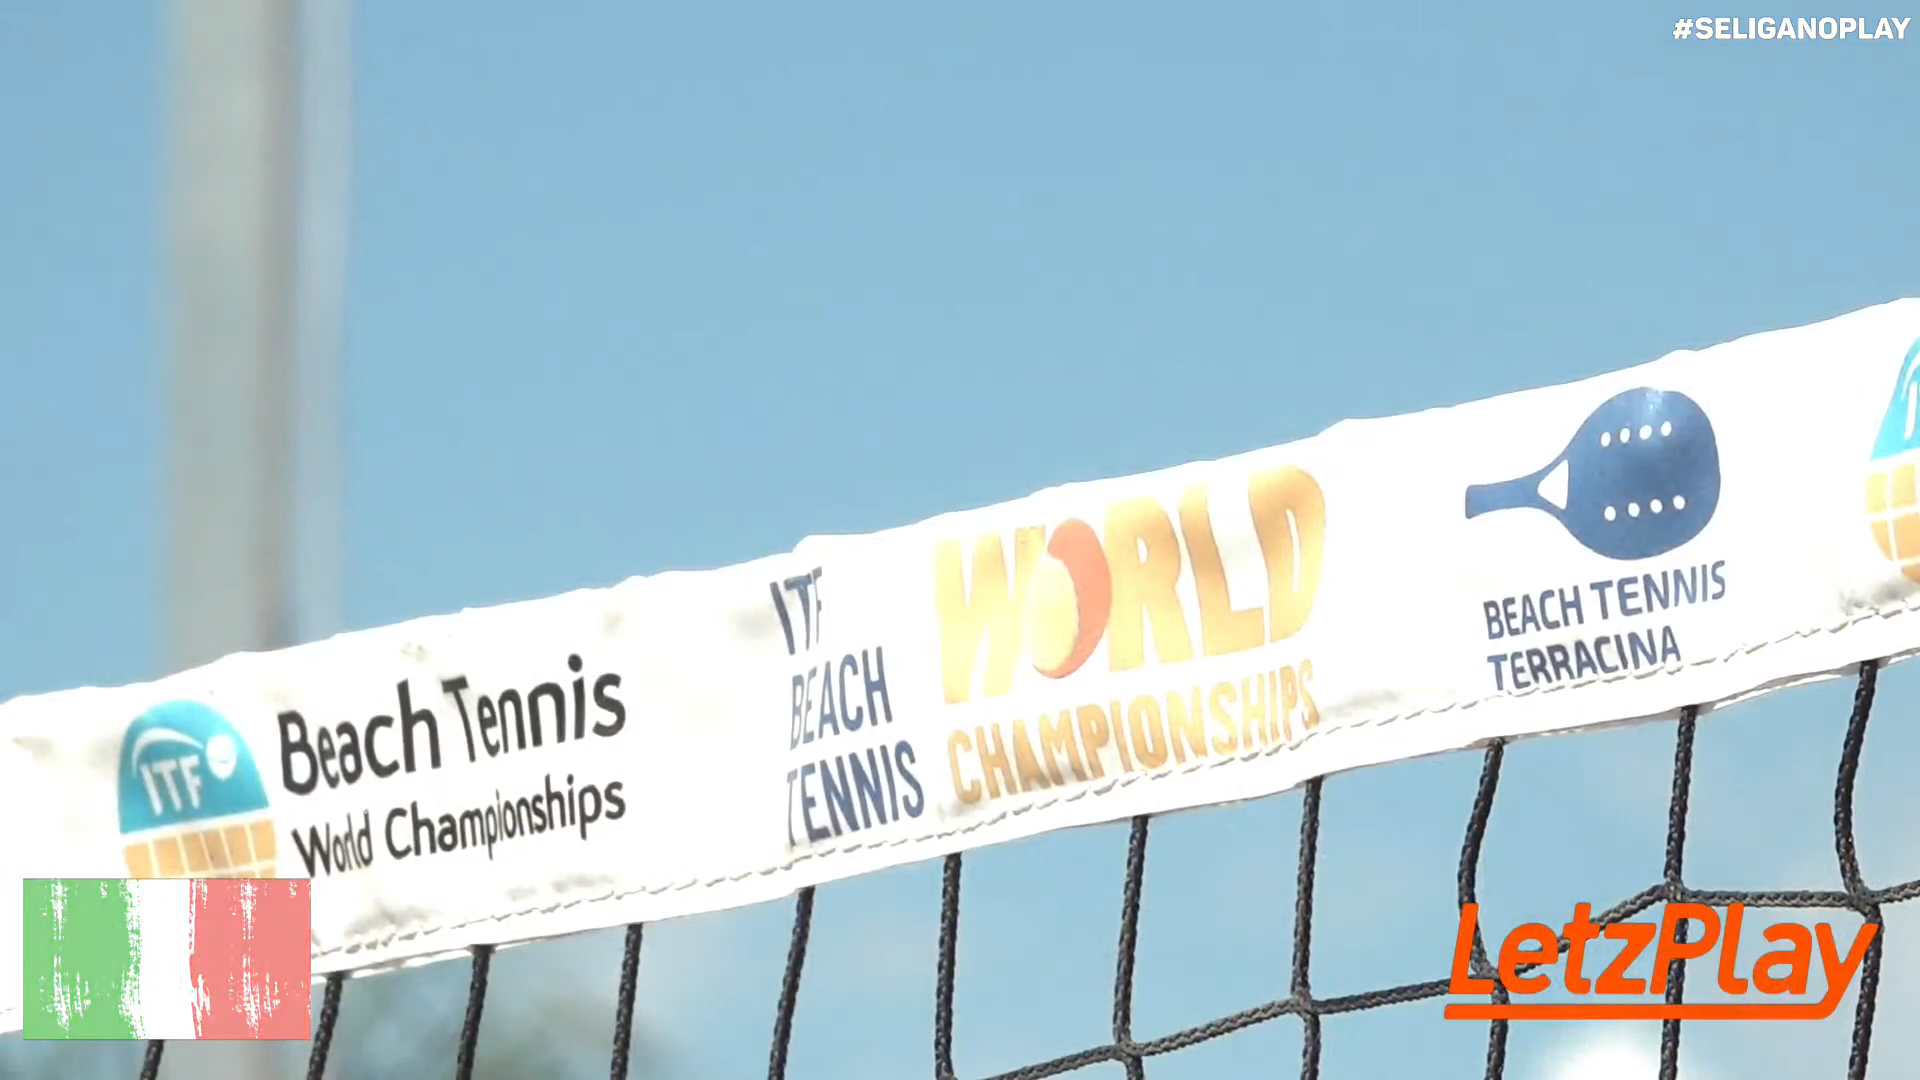 #SELIGANOPLAY
ITF
Beach Tennis
World Championships
ITF
BEACH
TENNIS
WORLD
CHAMPIONSHIPS
BEACH TENNIS
TERRACINA
LetzPlay